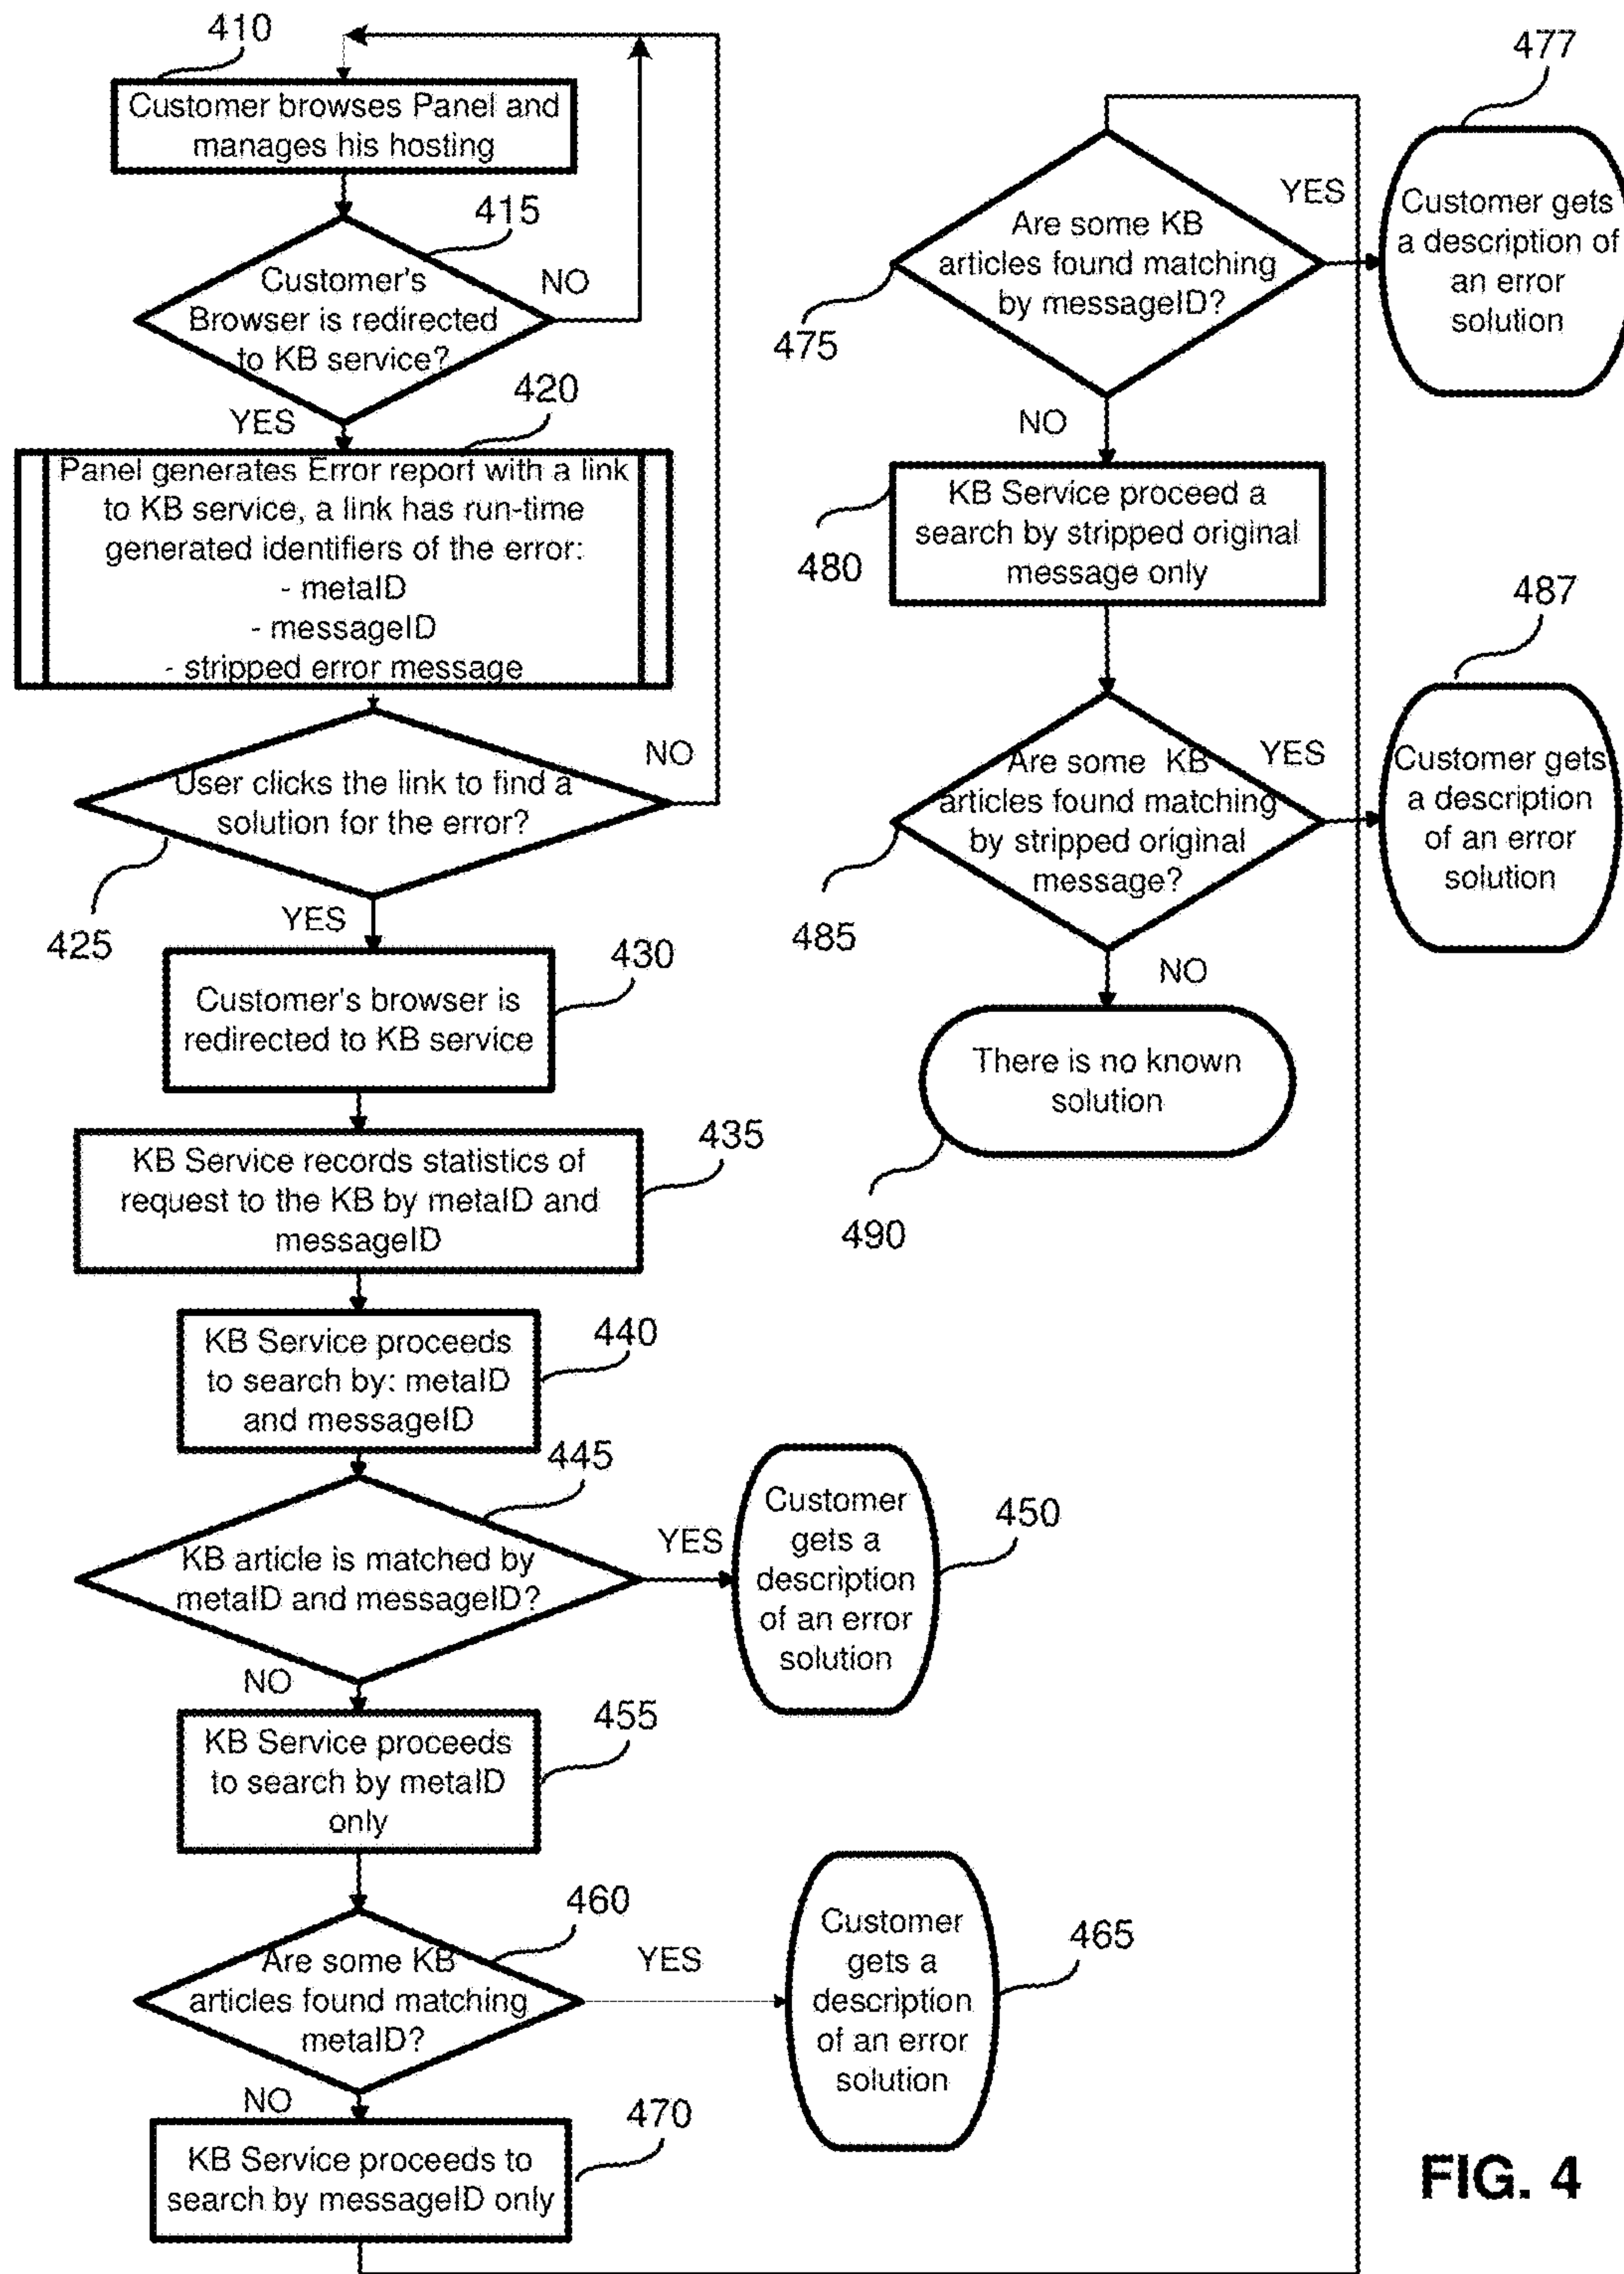 410
Customer browses Panel and
manages his hosting
415
Customer's
Browser is redirected
to KB service?
NO
YES
420
Panel generates Error report with a link
to KB service, a link has run-time
generated identifiers of the error:
- metaID
- messageID
- stripped error message
User clicks the link to find a
solution for the error?
NO
425
YES
430
Customer's browser is
redirected to KB service
435
KB Service records statistics of
request to the KB by metaID and
messageID
440
KB Service proceeds
to search by: metaID
and messageID
445
KB article is matched by
metaID and messageID?
YES
Customer
gets a
description
of an error
solution
450
NO
455
KB Service proceeds
to search by metaID
only
460
Are some KB
articles found matching
metaID?
YES
Customer
gets a
description
of an error
solution
465
NO
470
KB Service proceeds to
search by messageID only
477
Are some KB
articles found matching
by messageID?
YES
475
Customer gets
a description of
an error
solution
NO
KB Service proceed a
search by stripped original
message only
480
487
Are some KB
articles found matching
by stripped original
message?
YES
485
Customer gets
a description
of an error
solution
NO
There is no known
solution
490
FIG. 4